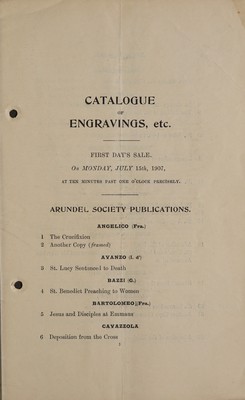 CATALOGUE
OF
ENGRAVINGS, etc.
FIRST DAY'S SALE.
On MONDAY, JULY 15th, 1907,
AT TEN MINUTES PAST ONE O'CLOCK PRECISELY.
ARUNDEL SOCIETY PUBLICATIONS.
ANGELICO (Fra.)
1 The Crucifixion
2 Another Copy (framed)
AVANZO (J. d')
3 St. Lucy Sentenced to Death
BAZZI (G.)
4 St. Benedict Preaching to Women
BARTOLOMEO (Fra.)
5 Jesus and Disciples at Emmaus
CAVAZZOLA
6 Deposition from the Cross